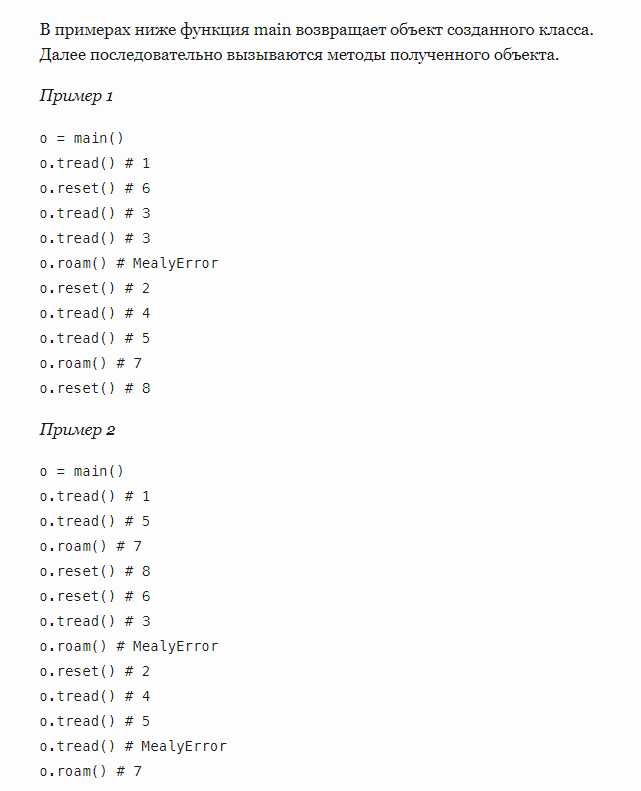 В примерах ниже функция main возвращает объект созданного класса.
Далее последовательно вызываются методы полученного объекта.
Пример 1
o = main()
o.tread() # 1
o.reset() # 6
o.tread() # 3
o.tread() # 3
o.roam() # MealyError
o.reset() # 2
o.tread() # 4
o.tread() # 5
o.roam() # 7
o.reset() # 8
Пример 2
o = main()
o.tread() # 1
o.tread() # 5
o.roam() # 7
o.reset() # 8
o.reset() # 6
o.tread() # 3
o.roam() # MealyError
o.reset() # 2
o.tread() # 4
o.tread() # 5
o.tread() # MealyError
o.roam() # 7